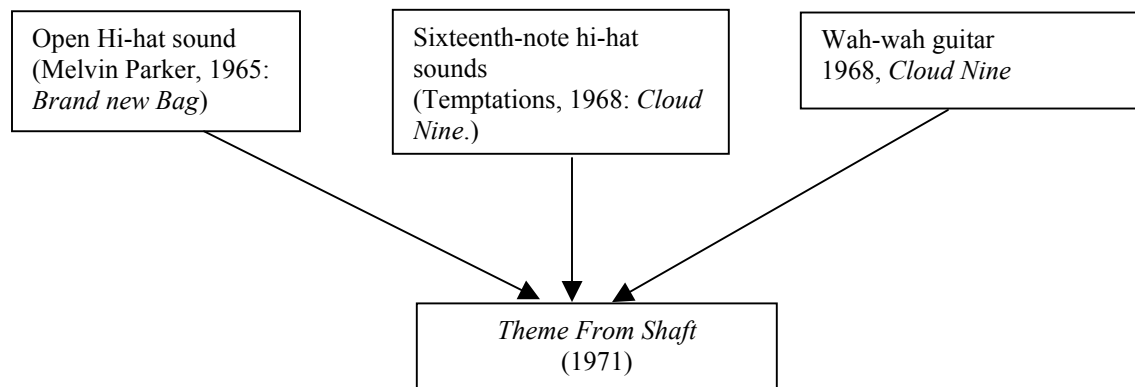 Open Hi-hat sound
(Melvin Parker, 1965:
Brand new Bag)
Sixteenth-note hi-hat
sounds
(Temptations, 1968: Cloud
Nine.)
Wah-wah guitar
1968, Cloud Nine
Theme From Shaft
(1971)